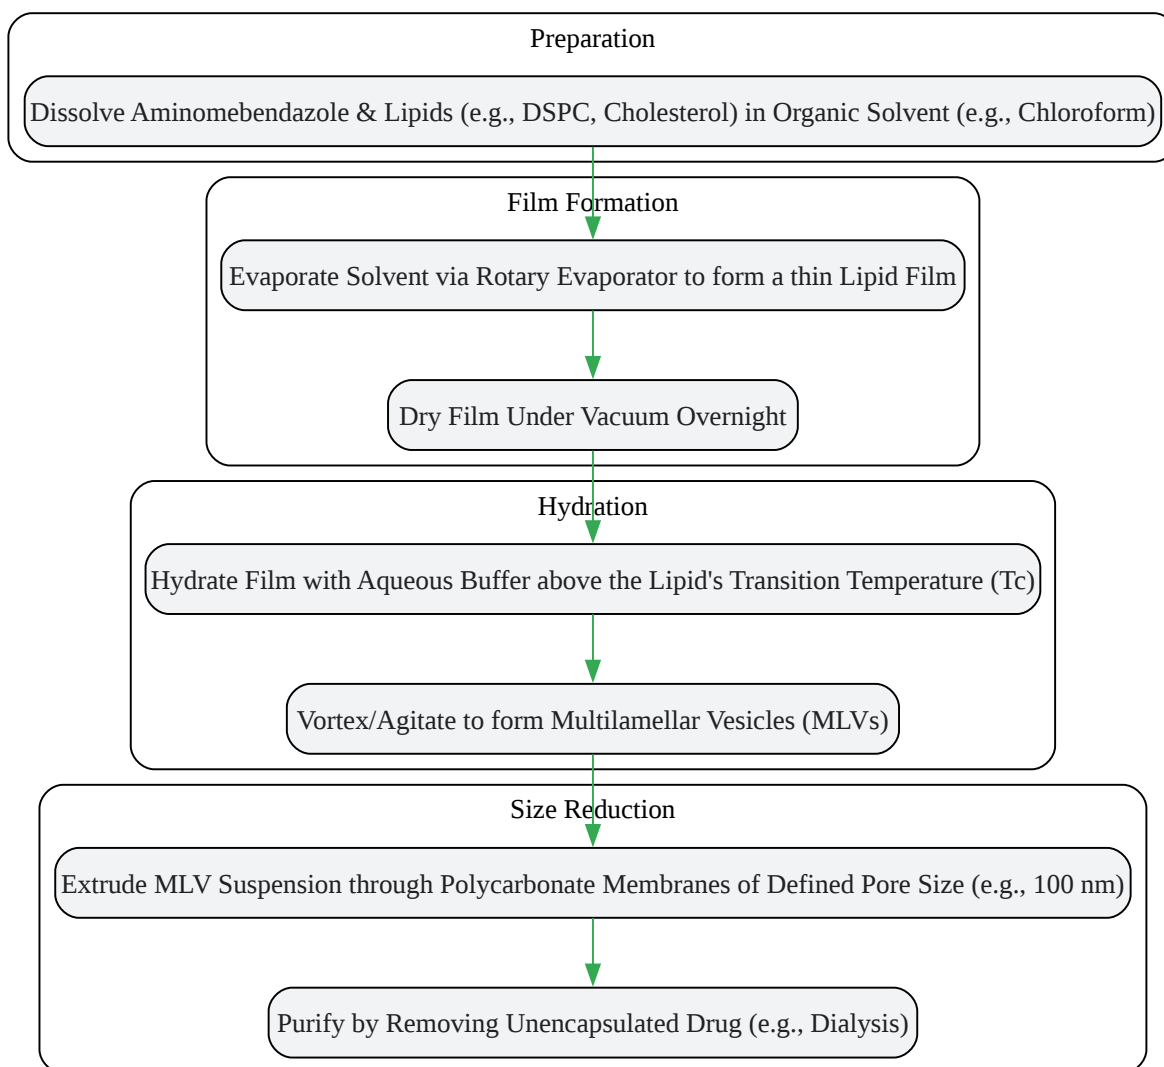 Preparation
Dissolve Aminomebendazole & Lipids (e.g., DSPC, Cholesterol) in Organic Solvent (e.g., Chloroform)
Film Formation
Evaporate Solvent via Rotary Evaporator to form a thin Lipid Film
Dry Film Under Vacuum Overnight
Hydration
Hydrate Film with Aqueous Buffer above the Lipid's Transition Temperature (Tc)
Vortex/Agitate to form Multilamellar Vesicles (MLVs)
Size Reduction
Extrude MLV Suspension through Polycarbonate Membranes of Defined Pore Size (e.g., 100 nm)
Purify by Removing Unencapsulated Drug (e.g., Dialysis)